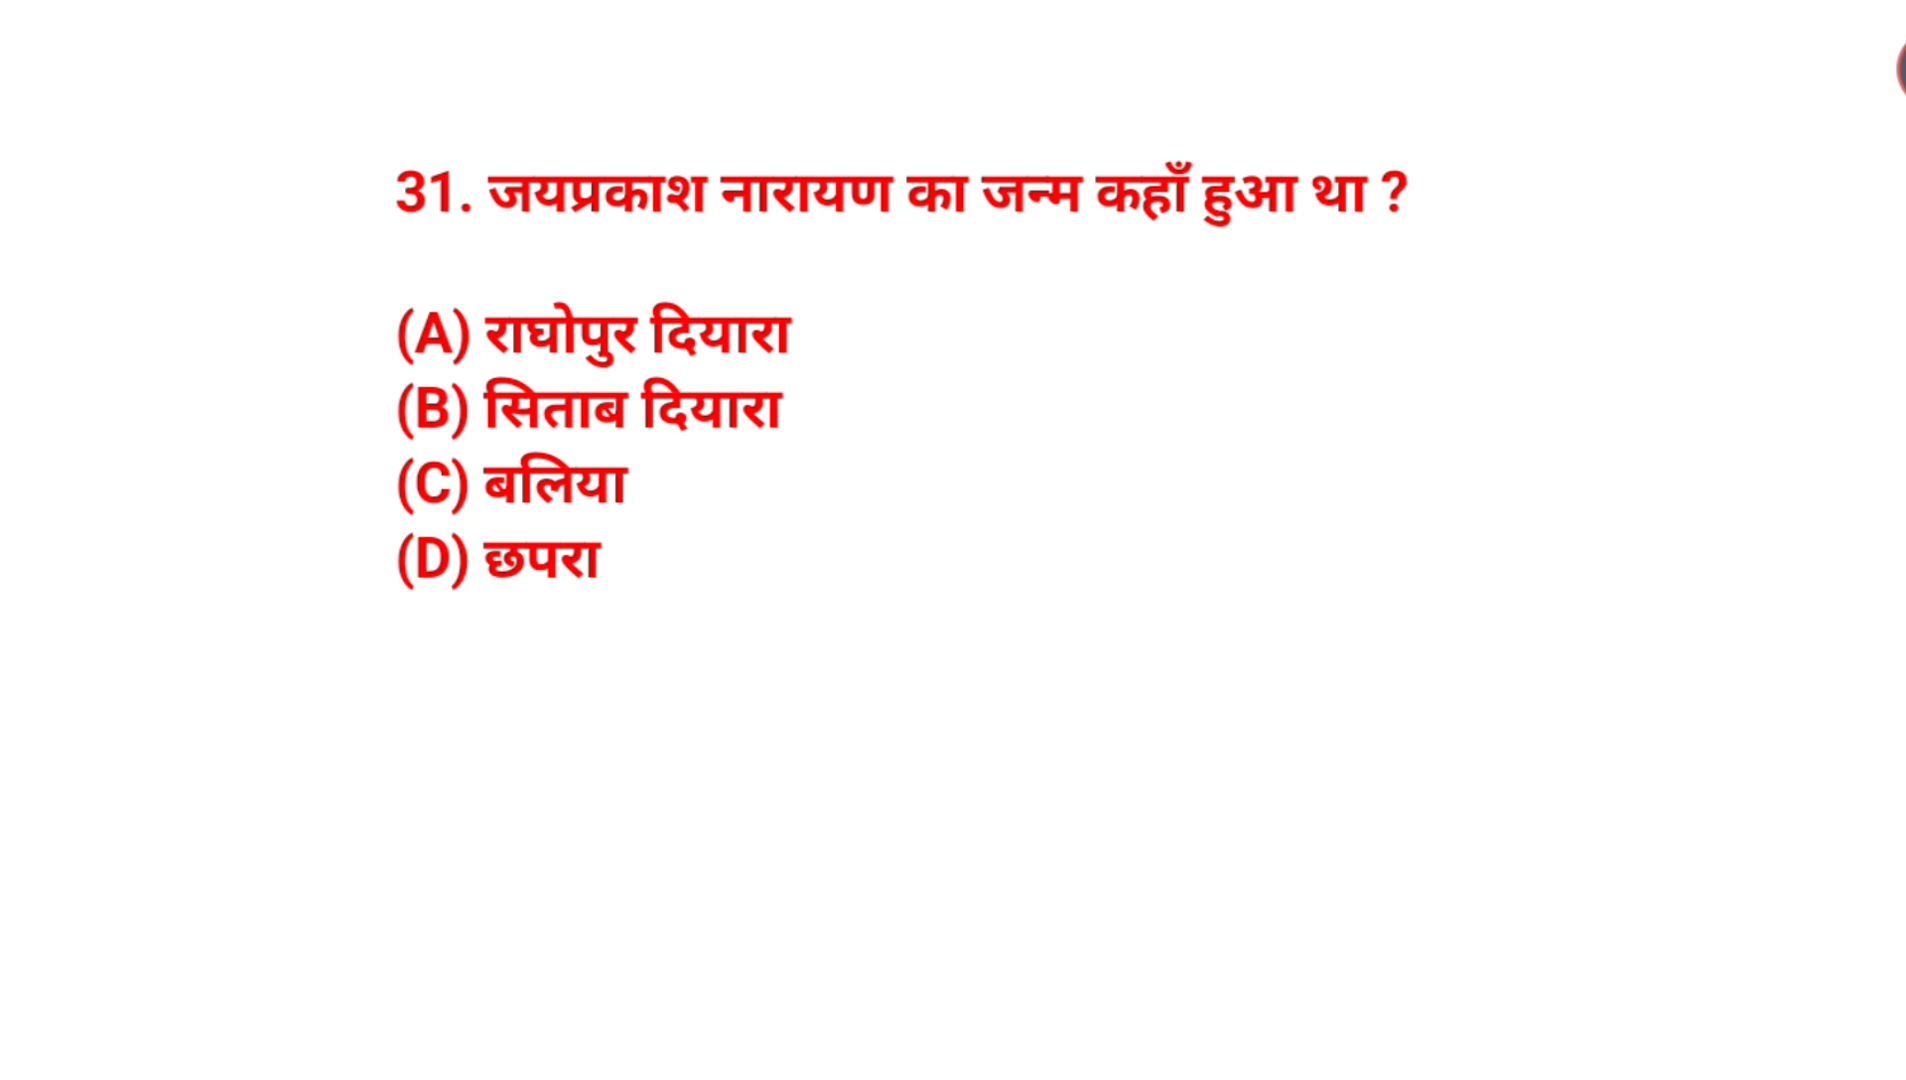 31. जयप्रकाश नारायण का जन्म कहाँ हुआ था ?
(A) राघोपुर दियारा
(B) सिताब दियारा
(C) बलिया
(D) छपरा